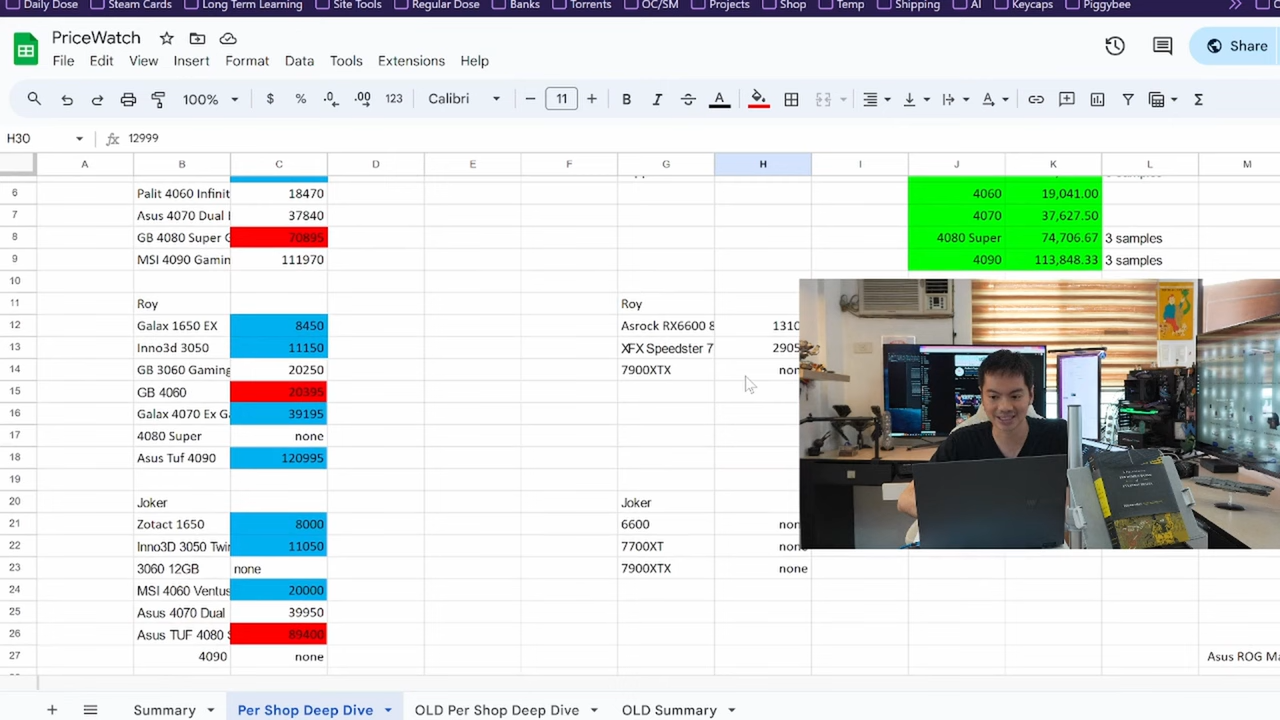 Daily Dose Steam Cards Long Term Learning Site Tools Regular Dose Banks Torrents OC/SM Projects Shop Temp Shipping AI Keycaps Piggybee
PriceWatch
Share
File Edit View Insert Format Data Tools Extensions Help
100% $ % .0 .00 123 Calibri 11 B I A
H30 fx 12999
A B C D E F G H I J K L M
6 Palit 4060 Infinit 18470 4060 19,041.00
7 Asus 4070 Dual 37840 4070 37,627.50
8 GB 4080 Super 70895 4080 Super 74,706.67 3 samples
9 MSI 4090 Gamin 111970 4090 113,848.33 3 samples
10
11 Roy Roy
12 Galax 1650 EX 8450 Asrock RX6600 8 1310
13 Inno3d 3050 11150 XFX Speedster 7 2905
14 GB 3060 Gaming 20250 7900XTX non
15 GB 4060 20395
16 Galax 4070 Ex Ga 39195
17 4080 Super none
18 Asus Tuf 4090 120995
19
20 Joker Joker
21 Zotact 1650 8000 6600 none
22 Inno3D 3050 Twi 11050 7700XT none
23 3060 12GB none 7900XTX none
24 MSI 4060 Ventus 20000
25 Asus 4070 Dual 39950
26 Asus TUF 4080 S 89400
27 4090 none Asus ROG Ma
+ Summary Per Shop Deep Dive OLD Per Shop Deep Dive OLD Summary